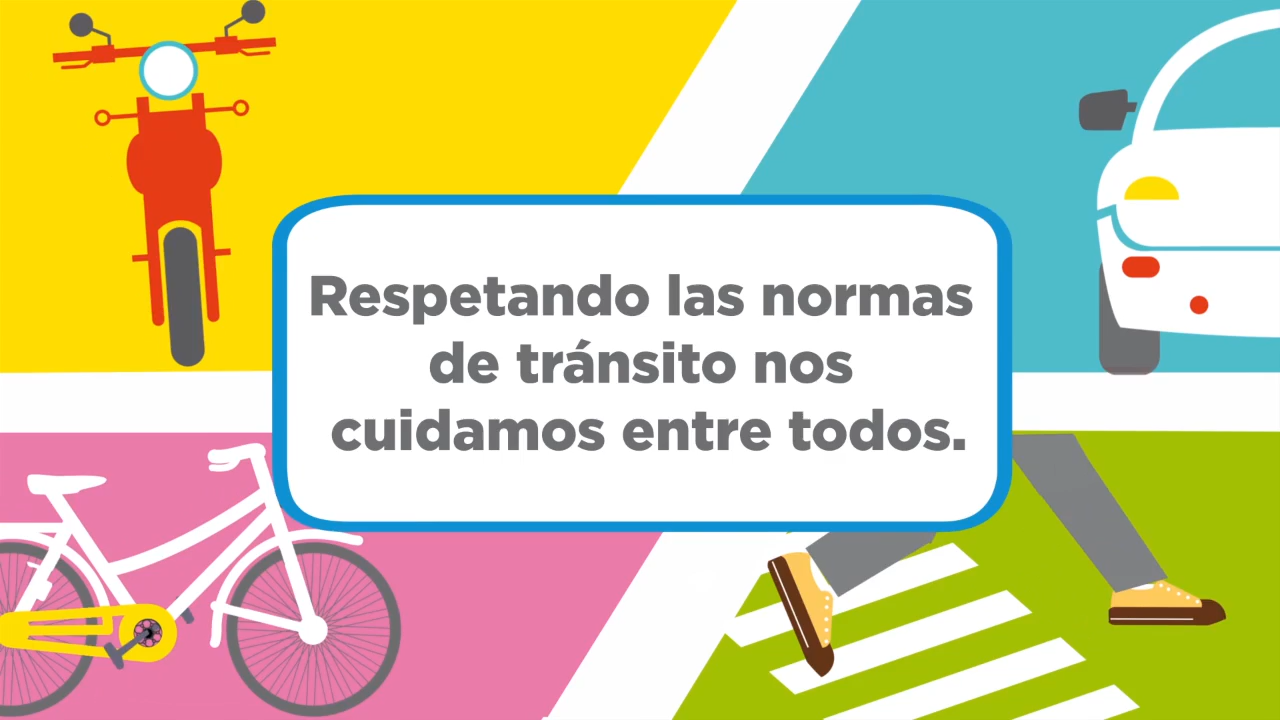 Respetando las normas
de tránsito nos
cuidamos entre todos.